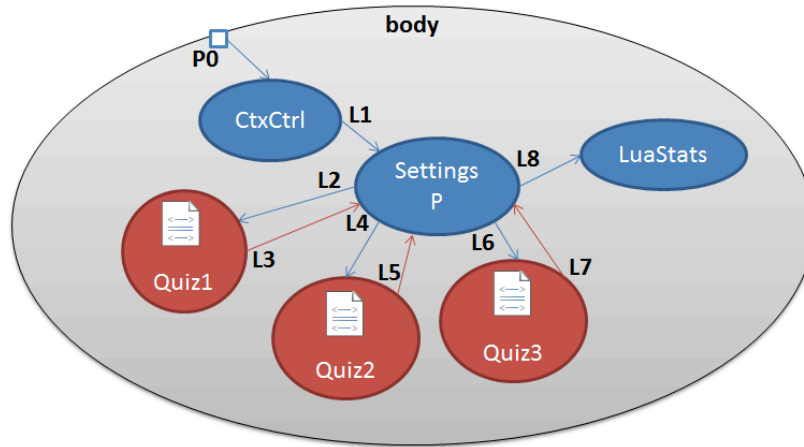 body
P0
CtxCtrl
L1
Settings
P
L8
LuaStats
L2
L4
L6
L3
L5
L7
Quiz1
Quiz2
Quiz3